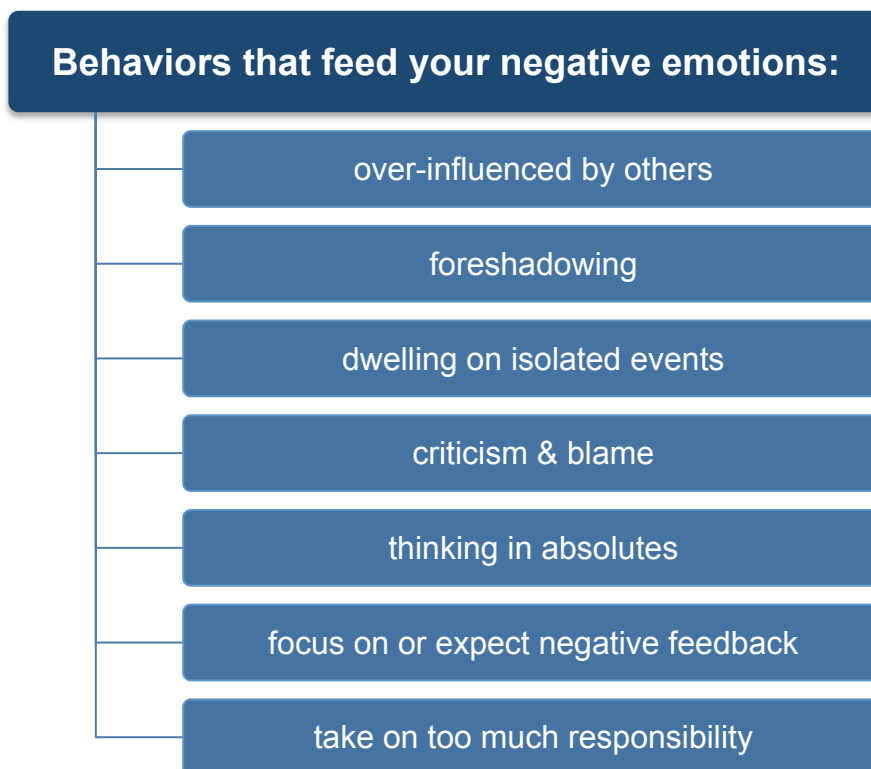 Behaviors that feed your negative emotions:
over-influenced by others
foreshadowing
dwelling on isolated events
criticism & blame
thinking in absolutes
focus on or expect negative feedback
take on too much responsibility